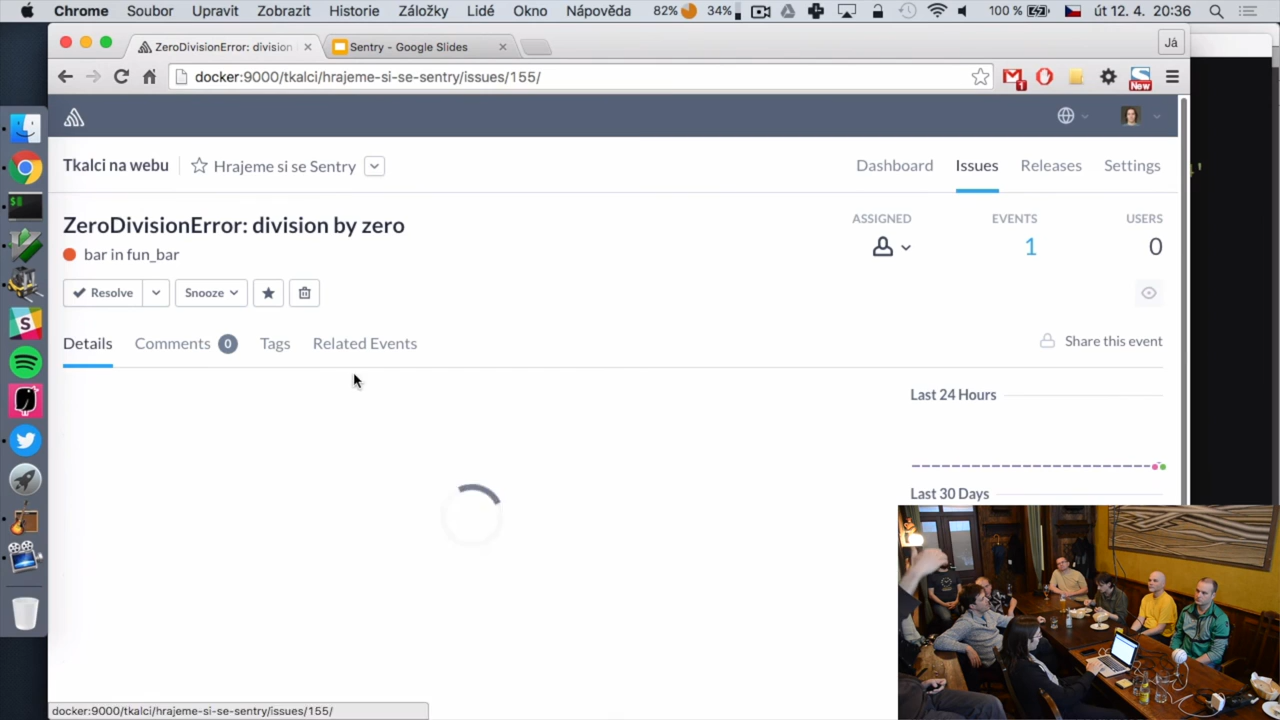 Chrome Soubor Upravit Zobrazit Historie Záložky Lidé Okno Nápověda 82% 34% 100 % út 12. 4. 20:36
ZeroDivisionError: division
Sentry - Google Slides
Já
docker:9000/tkalci/hrajeme-si-se-sentry/issues/155/
1
New
Tkalci na webu
Hrajeme si se Sentry
Dashboard Issues Releases Settings
ZeroDivisionError: division by zero
ASSIGNED EVENTS USERS
bar in fun_bar
1 0
Resolve Snooze
Details Comments 0 Tags Related Events
Share this event
Last 24 Hours
Last 30 Days
docker:9000/tkalci/hrajeme-si-se-sentry/issues/155/